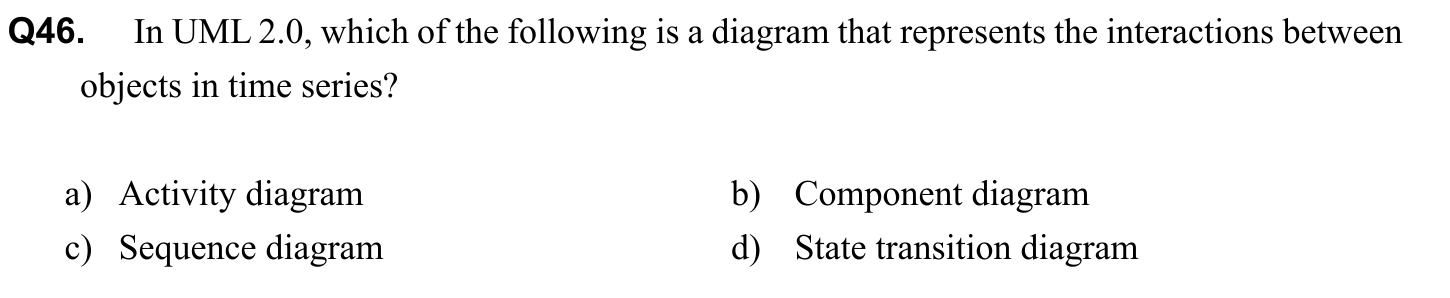 Q46. In UML 2.0, which of the following is a diagram that represents the interactions between
objects in time series?
a) Activity diagram b) Component diagram
c) Sequence diagram d) State transition diagram